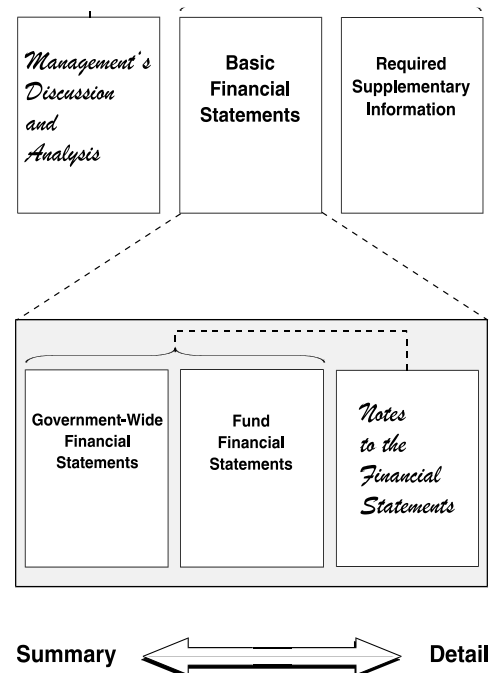 Management's
Discussion
and
Analysis
Basic
Financial
Statements
Required
Supplementary
Information
Government-Wide
Financial
Statements
Fund
Financial
Statements
Notes
to the
Financial
Statements
Summary
Detail